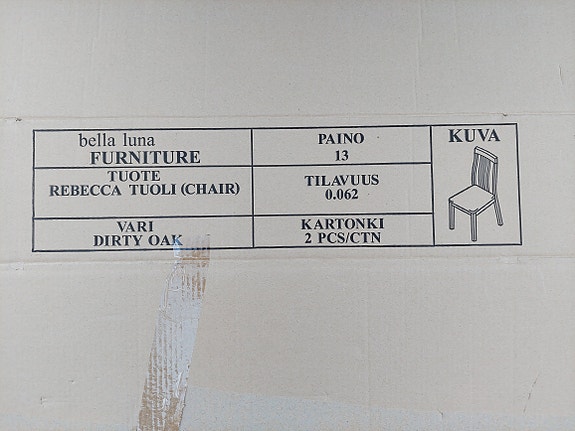 bella luna
FURNITURE
TUOTE
REBECCA TUOLI (CHAIR)
VARI
DIRTY OAK
PAINO
13
TILAVUUS
0.062
KARTONKI
2 PCS/CTN
KUVA